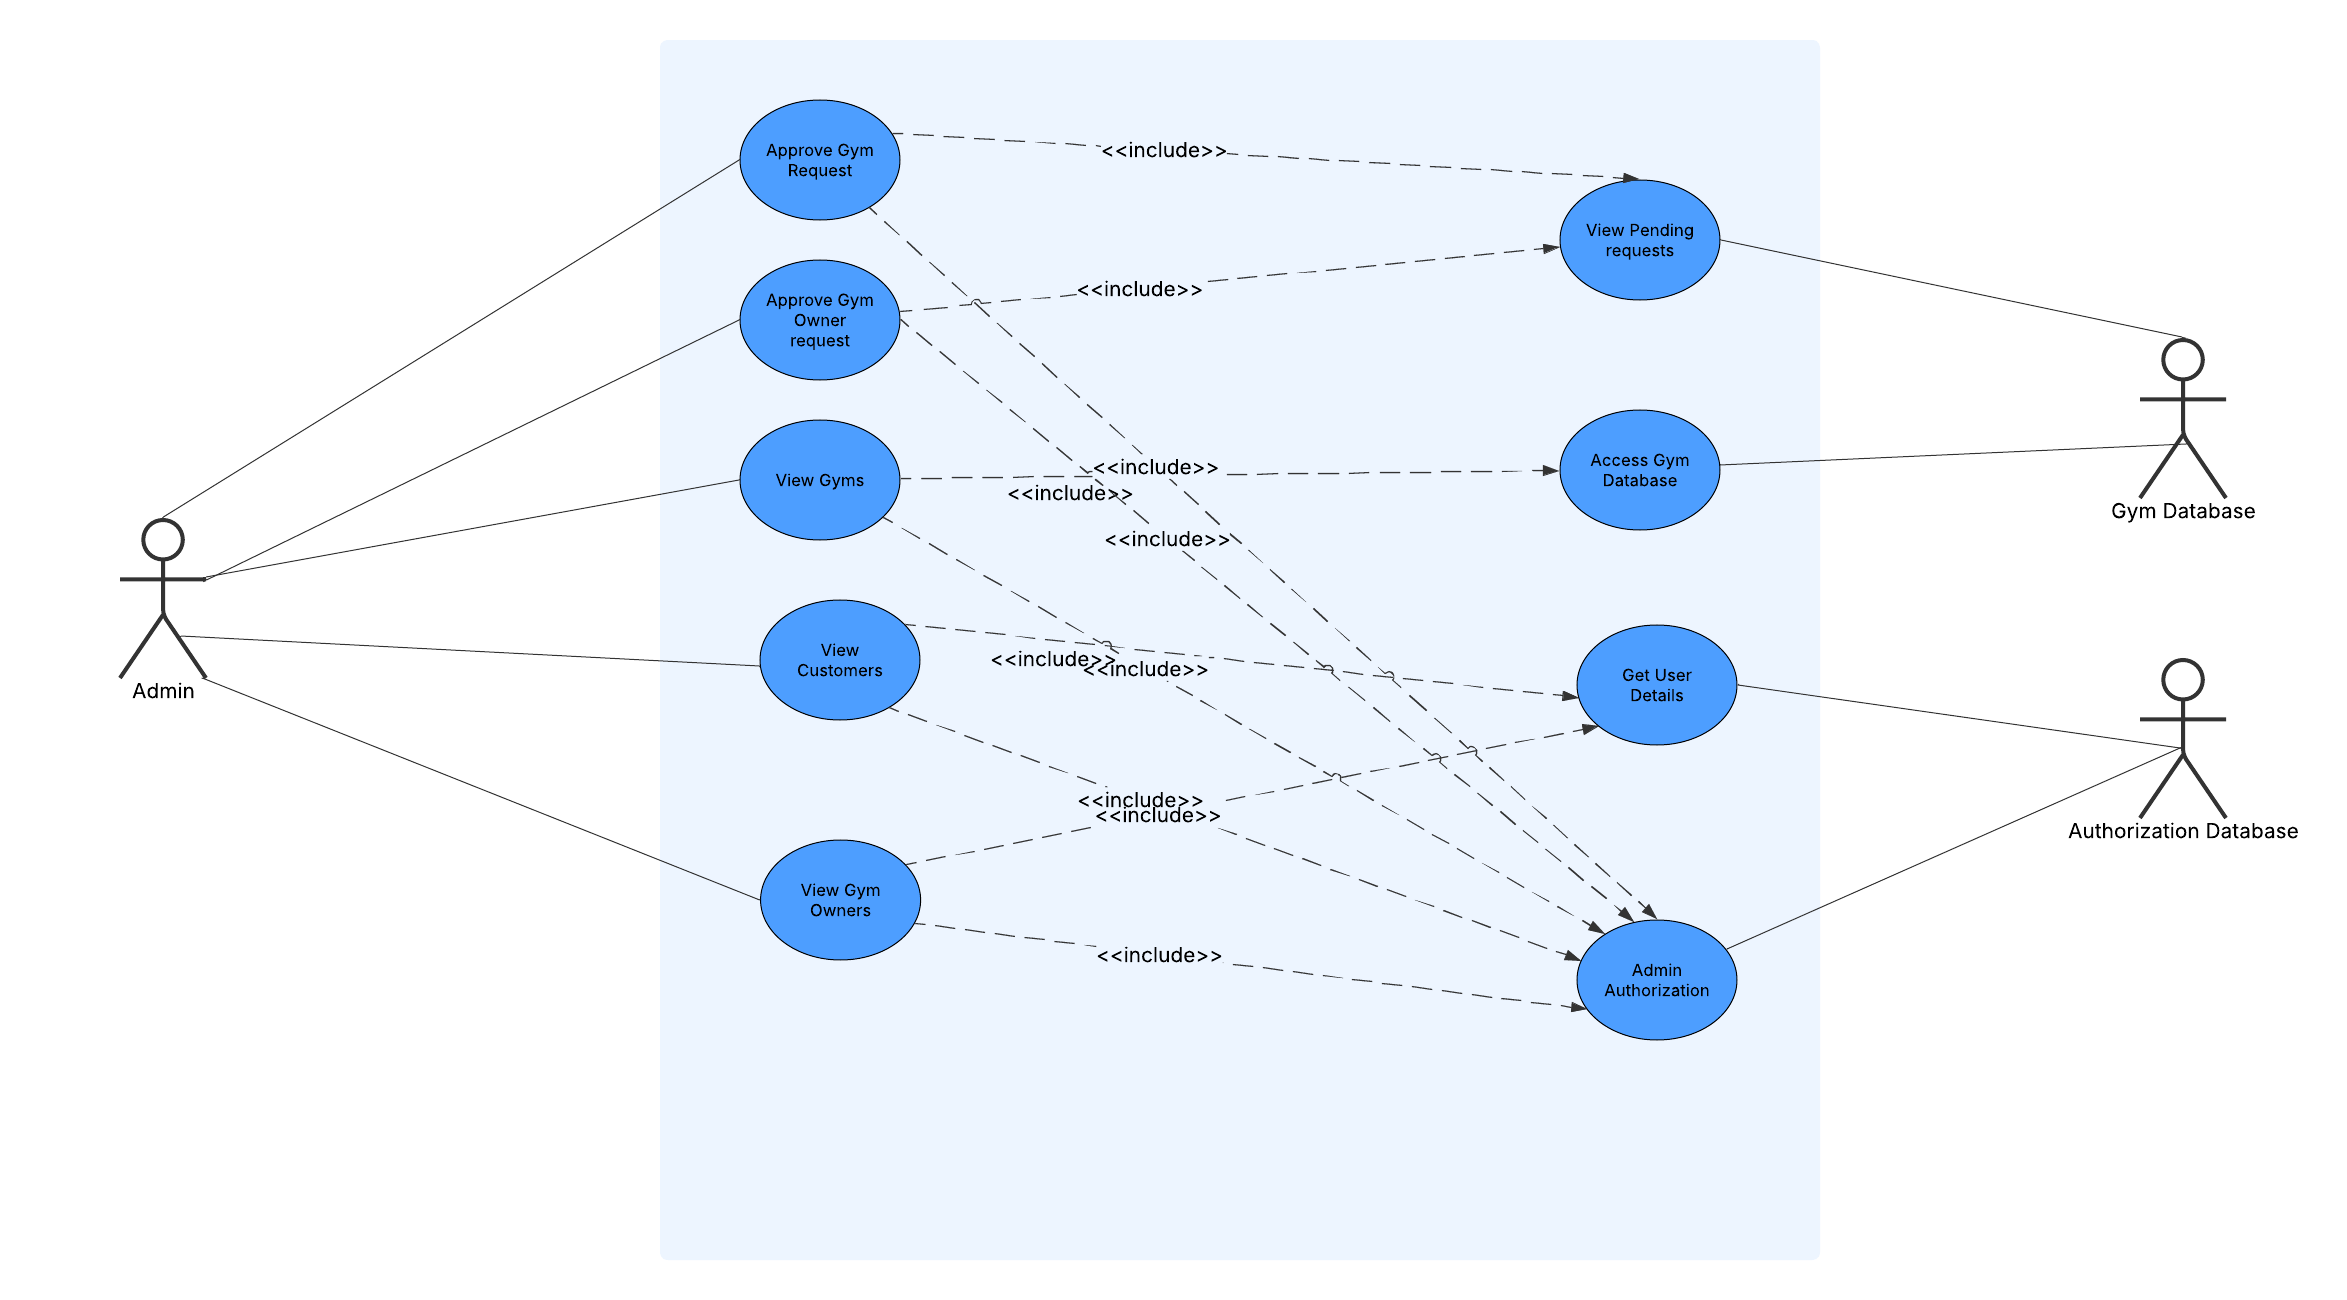 Approve Gym
Request
<<include>>
View Pending
requests
Approve Gym
Owner
request
<<include>>
View Gyms
<<include>>
<<include>>
<<include>>
Access Gym
Database
Gym Database
Admin
View
Customers
<<include>>
<<include>>
Get User
Details
Authorization Database
<<include>>
<<include>>
View Gym
Owners
<<include>>
Admin
Authorization